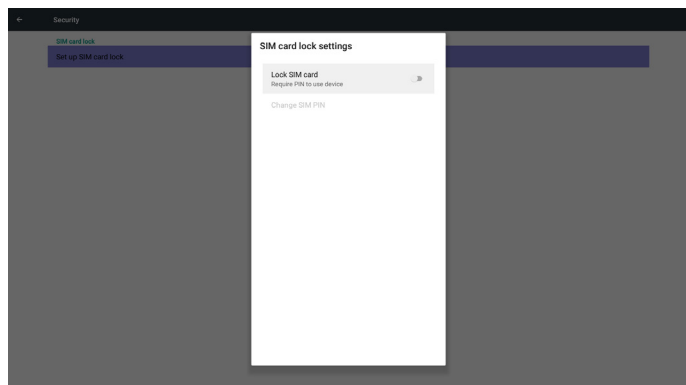 Security
SIM card lock
Set up SIM card lock
SIM card lock settings
Lock SIM card
Require PIN to use device
Change SIM PIN